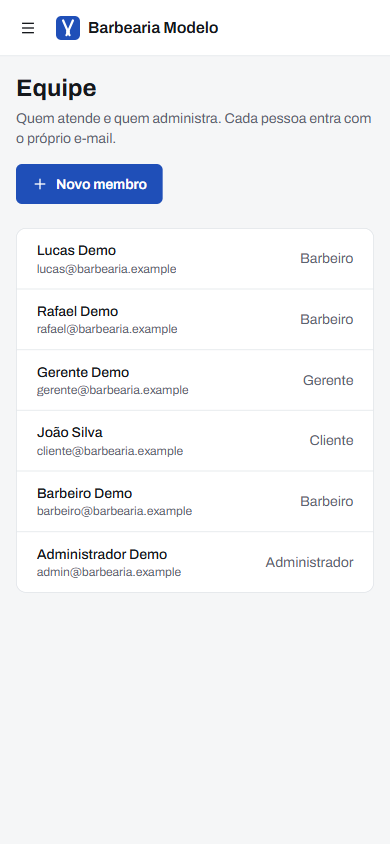 Barbearia Modelo
Equipe
Quem atende e quem administra. Cada pessoa entra com
o próprio e-mail.
Novo membro
Lucas Demo
lucas@barbearia.example
Barbeiro
Rafael Demo
rafael@barbearia.example
Barbeiro
Gerente Demo
gerente@barbearia.example
Gerente
João Silva
cliente@barbearia.example
Cliente
Barbeiro Demo
barbeiro@barbearia.example
Barbeiro
Administrador Demo
admin@barbearia.example
Administrador